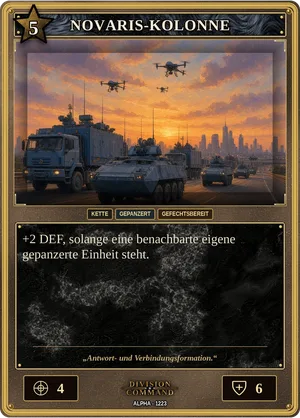 5
NOVARIS-KOLONNE
KETTE GEPANZERT GEFECHTSBEREIT
+2 DEF, solange eine benachbarte eigene
gepanzerte Einheit steht.
„Antwort- und Verbindungsformation.“
4
DIVISION
COMMAND
ALPHA · 1223
6